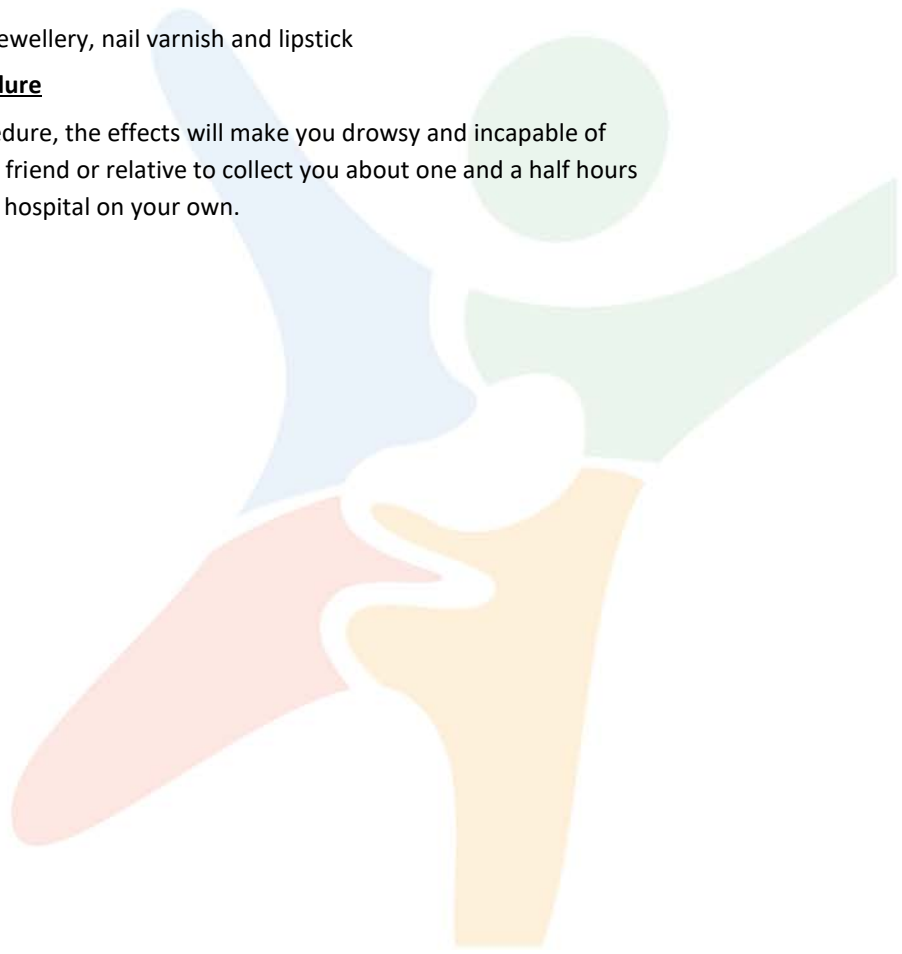 ewellery, nail varnish and lipstick
dure
edure, the effects will make you drowsy and incapable of
friend or relative to collect you about one and a half hours
hospital on your own.